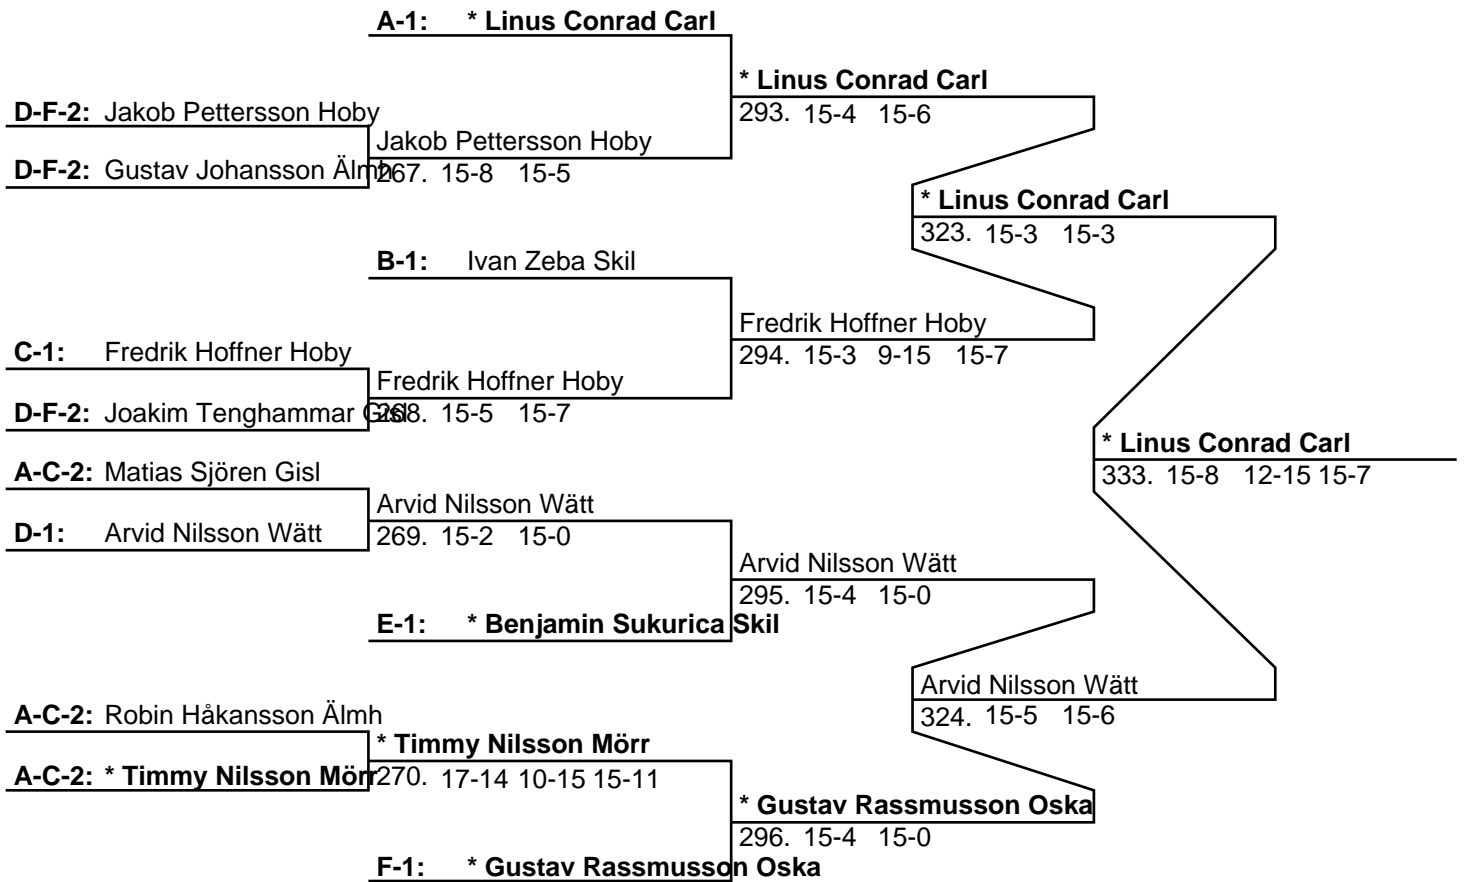 A-1: * Linus Conrad Carl
* Linus Conrad Carl
293. 15-4 15-6
D-F-2: Jakob Pettersson Hoby
Jakob Pettersson Hoby
D-F-2: Gustav Johansson Älmh
267. 15-8 15-5
* Linus Conrad Carl
323. 15-3 15-3
B-1: Ivan Zeba Skil
Fredrik Hoffner Hoby
294. 15-3 9-15 15-7
C-1: Fredrik Hoffner Hoby
Fredrik Hoffner Hoby
D-F-2: Joakim Tenghammar Gisl
268. 15-5 15-7
* Linus Conrad Carl
333. 15-8 12-15 15-7
A-C-2: Matias Sjören Gisl
Arvid Nilsson Wätt
D-1: Arvid Nilsson Wätt
269. 15-2 15-0
Arvid Nilsson Wätt
295. 15-4 15-0
E-1: * Benjamin Sukurica Skil
Arvid Nilsson Wätt
324. 15-5 15-6
A-C-2: Robin Håkansson Älmh
* Timmy Nilsson Mörr
A-C-2: * Timmy Nilsson Mörr
270. 17-14 10-15 15-11
* Gustav Rassmusson Oska
296. 15-4 15-0
F-1: * Gustav Rassmusson Oska